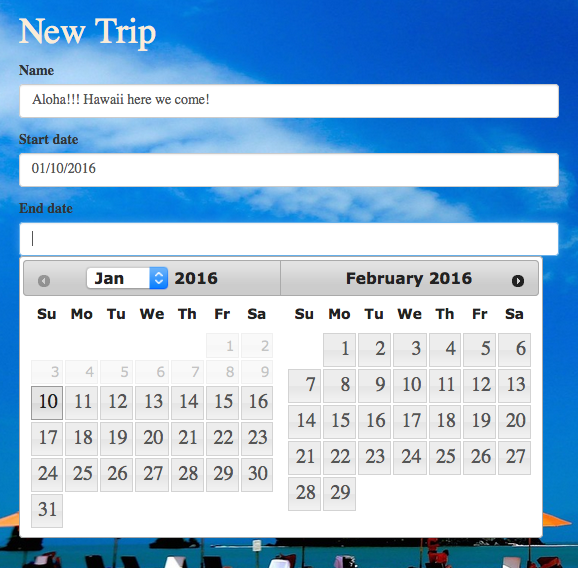 New Trip
Name
Aloha!!! Hawaii here we come!
Start date
01/10/2016
End date
Jan 2016
Su Mo Tu We Th Fr Sa
1 2
3 4 5 6 7 8 9
10 11 12 13 14 15 16
17 18 19 20 21 22 23
24 25 26 27 28 29 30
31
February 2016
Su Mo Tu We Th Fr Sa
1 2 3 4 5 6
7 8 9 10 11 12 13
14 15 16 17 18 19 20
21 22 23 24 25 26 27
28 29